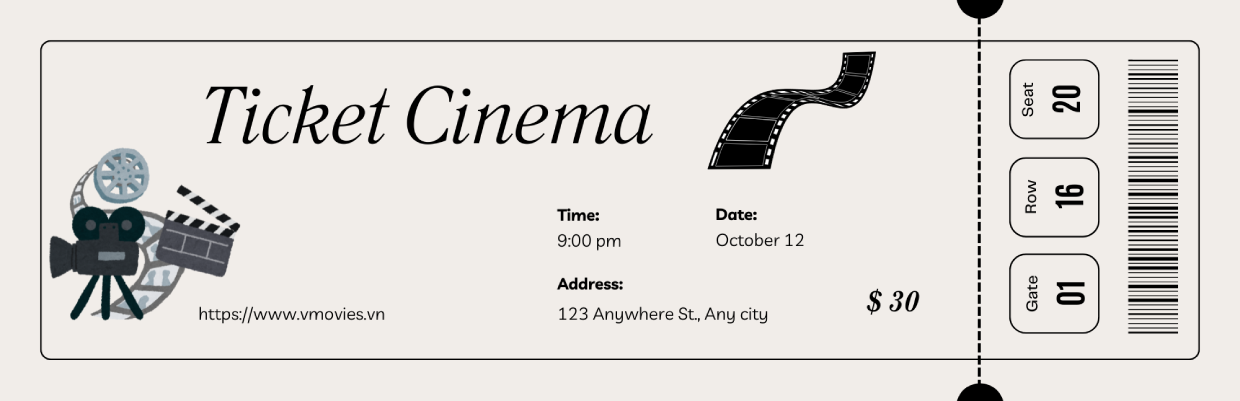 Ticket Cinema
Time:
9:00 pm
Date:
October 12
Address:
123 Anywhere St., Any city
$ 30
https://www.vmovies.vn
Seat
20
Row
16
Gate
01